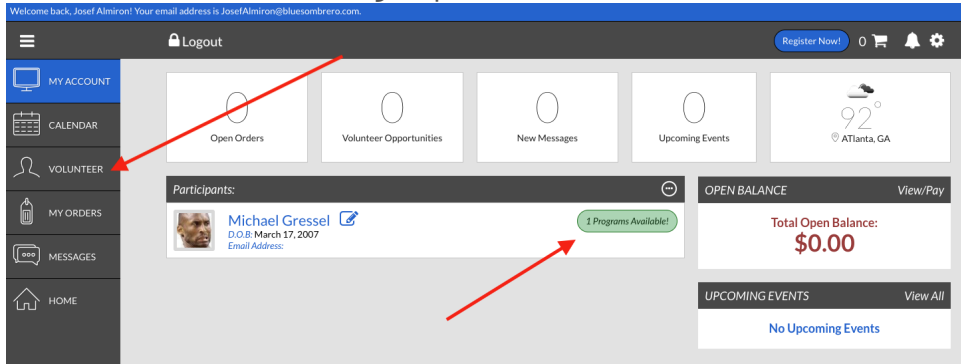 Welcome back, Josef Almiron! Your email address is JosefAlmiron@bluesombrero.com.
Logout
Register Now!
0
MY ACCOUNT
CALENDAR
VOLUNTEER
MY ORDERS
MESSAGES
HOME
0
Open Orders
0
Volunteer Opportunities
0
New Messages
0
Upcoming Events
92°
ATlanta, GA
Participants:
Michael Gressel
D.O.B: March 17, 2007
Email Address:
1 Programs Available!
OPEN BALANCE View/Pay
Total Open Balance:
$0.00
UPCOMING EVENTS View All
No Upcoming Events